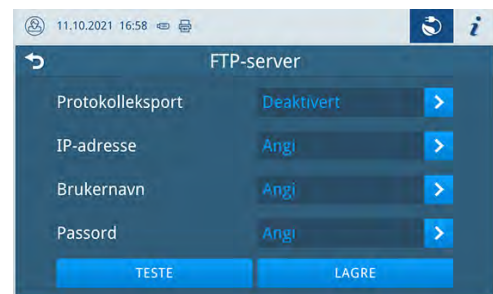 11.10.2021 16:58
i
FTP-server
Protokolleksport Deaktivert
IP-adresse Angi
Brukernavn Angi
Passord Angi
TESTE LAGRE